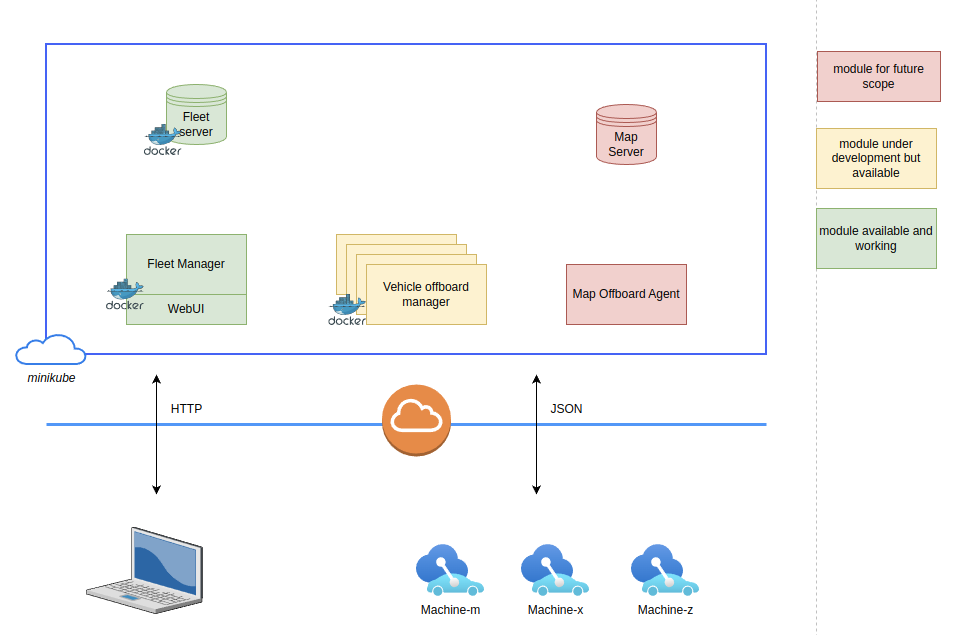 module for future
scope
Fleet
server
docker
Map
Server
module under
development but
available
module available and
working
Fleet Manager
WebUI
docker
Vehicle offboard
manager
docker
Map Offboard Agent
minikube
HTTP
JSON
Machine-m
Machine-x
Machine-z